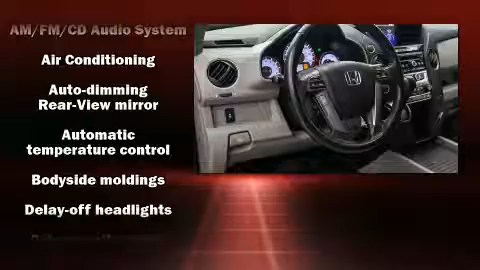 AM/FM/CD Audio System
Air Conditioning
Auto-dimming
Rear-View mirror
Automatic
temperature control
Bodyside moldings
Delay-off headlights